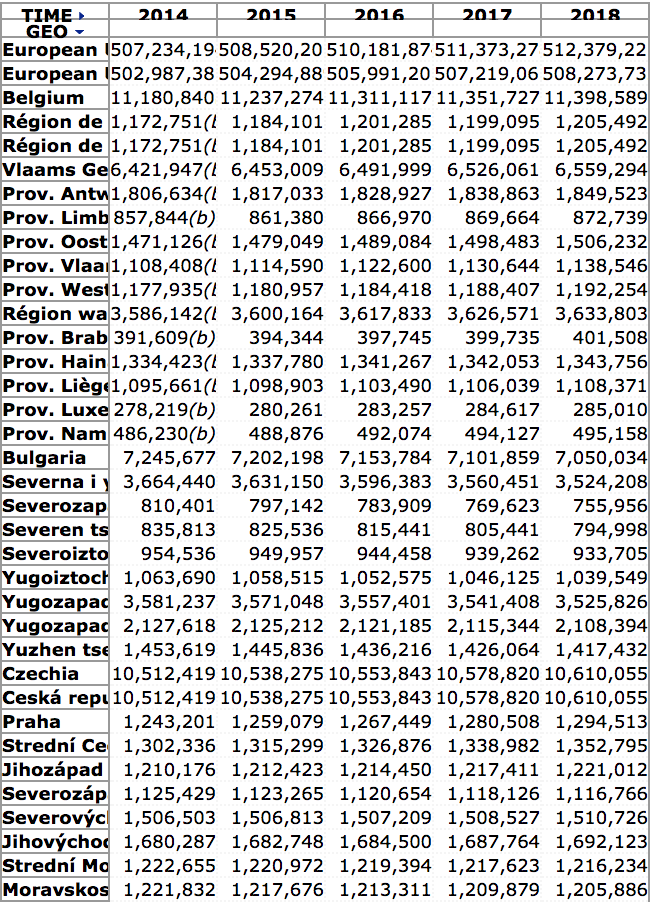 TIME 2014 2015 2016 2017 2018
GEO
European U 507,234,19 508,520,20 510,181,87 511,373,27 512,379,22
European U 502,987,38 504,294,88 505,991,20 507,219,06 508,273,73
Belgium 11,180,840 11,237,274 11,311,117 11,351,727 11,398,589
Région de 1,172,751(b 1,184,101 1,201,285 1,199,095 1,205,492
Région de 1,172,751(b 1,184,101 1,201,285 1,199,095 1,205,492
Vlaams Ge 6,421,947(b 6,453,009 6,491,999 6,526,061 6,559,294
Prov. Antw 1,806,634(b 1,817,033 1,828,927 1,838,863 1,849,523
Prov. Limb 857,844(b) 861,380 866,970 869,664 872,739
Prov. Oost 1,471,126(b 1,479,049 1,489,084 1,498,483 1,506,232
Prov. Vlaa 1,108,408(b 1,114,590 1,122,600 1,130,644 1,138,546
Prov. West 1,177,935(b 1,180,957 1,184,418 1,188,407 1,192,254
Région wa 3,586,142(b 3,600,164 3,617,833 3,626,571 3,633,803
Prov. Brab 391,609(b) 394,344 397,745 399,735 401,508
Prov. Hain 1,334,423(b 1,337,780 1,341,267 1,342,053 1,343,756
Prov. Liège 1,095,661(b 1,098,903 1,103,490 1,106,039 1,108,371
Prov. Luxe 278,219(b) 280,261 283,257 284,617 285,010
Prov. Nam 486,230(b) 488,876 492,074 494,127 495,158
Bulgaria 7,245,677 7,202,198 7,153,784 7,101,859 7,050,034
Severna i y 3,664,440 3,631,150 3,596,383 3,560,451 3,524,208
Severozap 810,401 797,142 783,909 769,623 755,956
Severen ts 835,813 825,536 815,441 805,441 794,998
Severoizto 954,536 949,957 944,458 939,262 933,705
Yugoiztoch 1,063,690 1,058,515 1,052,575 1,046,125 1,039,549
Yugozapad 3,581,237 3,571,048 3,557,401 3,541,408 3,525,826
Yugozapad 2,127,618 2,125,212 2,121,185 2,115,344 2,108,394
Yuzhen tse 1,453,619 1,445,836 1,436,216 1,426,064 1,417,432
Czechia 10,512,419 10,538,275 10,553,843 10,578,820 10,610,055
Ceská repu 10,512,419 10,538,275 10,553,843 10,578,820 10,610,055
Praha 1,243,201 1,259,079 1,267,449 1,280,508 1,294,513
Strední Cec 1,302,336 1,315,299 1,326,876 1,338,982 1,352,795
Jihozápad 1,210,176 1,212,423 1,214,450 1,217,411 1,221,012
Severozáp 1,125,429 1,123,265 1,120,654 1,118,126 1,116,766
Severových 1,506,503 1,506,813 1,507,209 1,508,527 1,510,726
Jihovýchod 1,680,287 1,682,748 1,684,500 1,687,764 1,692,123
Strední Mo 1,222,655 1,220,972 1,219,394 1,217,623 1,216,234
Moravskos 1,221,832 1,217,676 1,213,311 1,209,879 1,205,886